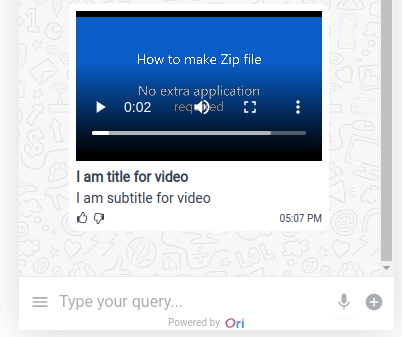 How to make Zip file
No extra application
required
0:02
I am title for video
I am subtitle for video
05:07 PM
Type your query...
Powered by Ori